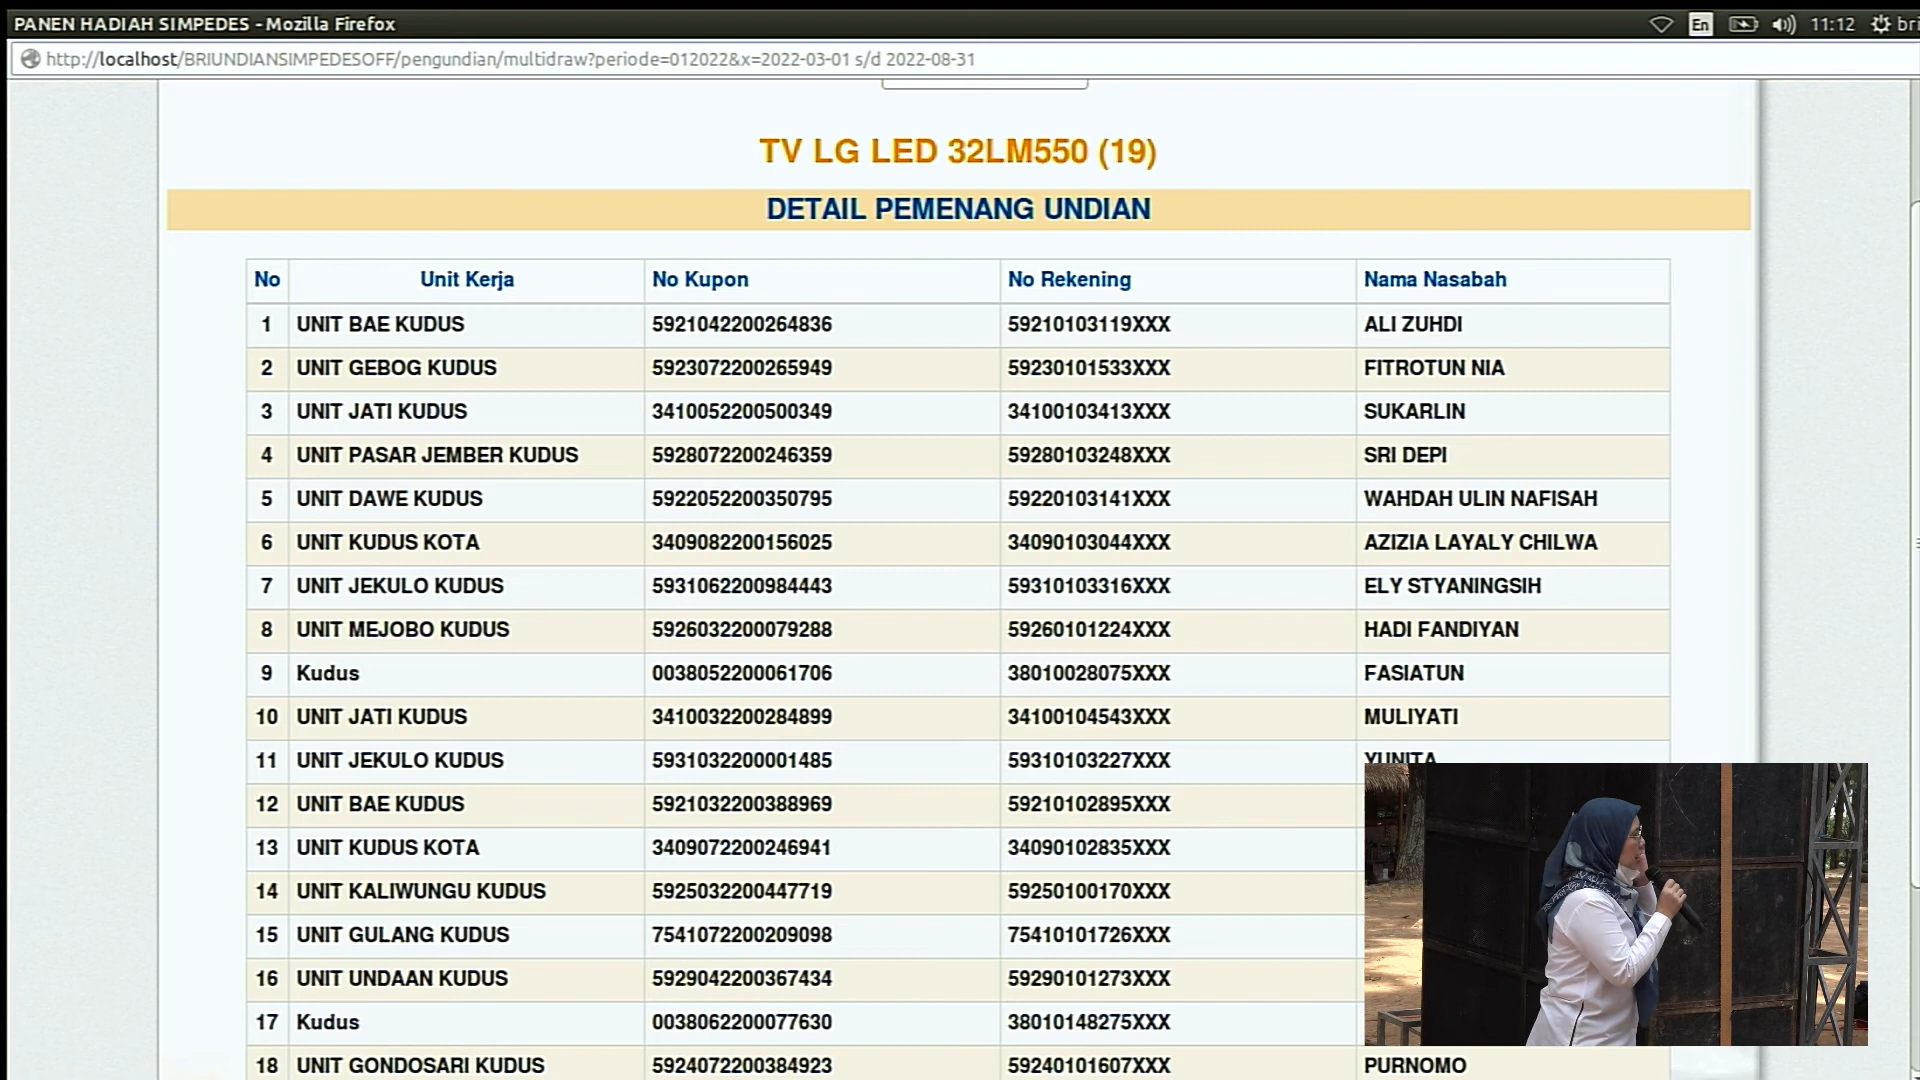 PANEN HADIAH SIMPEDES - Mozilla Firefox En 11:12 bri
http://localhost/BRIUNDIANSIMPEDESOFF/pengundian/multidraw?periode=012022&x=2022-03-01 s/d 2022-08-31
TV LG LED 32LM550 (19)
DETAIL PEMENANG UNDIAN
No Unit Kerja No Kupon No Rekening Nama Nasabah
1 UNIT BAE KUDUS 5921042200264836 59210103119XXX ALI ZUHDI
2 UNIT GEBOG KUDUS 5923072200265949 59230101533XXX FITROTUN NIA
3 UNIT JATI KUDUS 3410052200500349 34100103413XXX SUKARLIN
4 UNIT PASAR JEMBER KUDUS 5928072200246359 59280103248XXX SRI DEPI
5 UNIT DAWE KUDUS 5922052200350795 59220103141XXX WAHDAH ULIN NAFISAH
6 UNIT KUDUS KOTA 3409082200156025 34090103044XXX AZIZIA LAYALY CHILWA
7 UNIT JEKULO KUDUS 5931062200984443 59310103316XXX ELY STYANINGSIH
8 UNIT MEJOBO KUDUS 5926032200079288 59260101224XXX HADI FANDIYAN
9 Kudus 0038052200061706 38010028075XXX FASIATUN
10 UNIT JATI KUDUS 3410032200284899 34100104543XXX MULIYATI
11 UNIT JEKULO KUDUS 5931032200001485 59310103227XXX YUNITA
12 UNIT BAE KUDUS 5921032200388969 59210102895XXX
13 UNIT KUDUS KOTA 3409072200246941 34090102835XXX
14 UNIT KALIWUNGU KUDUS 5925032200447719 59250100170XXX
15 UNIT GULANG KUDUS 7541072200209098 75410101726XXX
16 UNIT UNDAAN KUDUS 5929042200367434 59290101273XXX
17 Kudus 0038062200077630 38010148275XXX
18 UNIT GONDOSARI KUDUS 5924072200384923 59240101607XXX PURNOMO